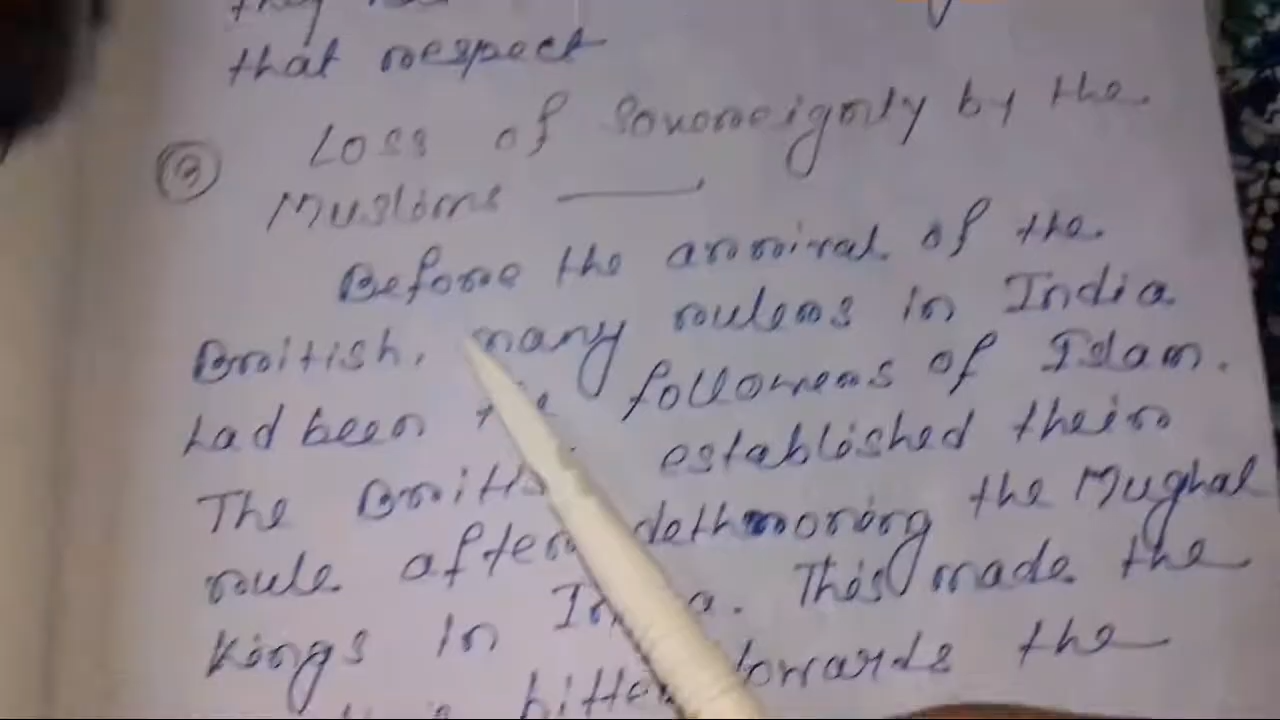 that respect
③ Loss of Sovereignty by the
Muslims —
Before the arrival of the
British, many rulers in India
had been the followers of Islam.
The British established their
rule after dethroning the Mughal
Kings in India. This made the
bitter towards the